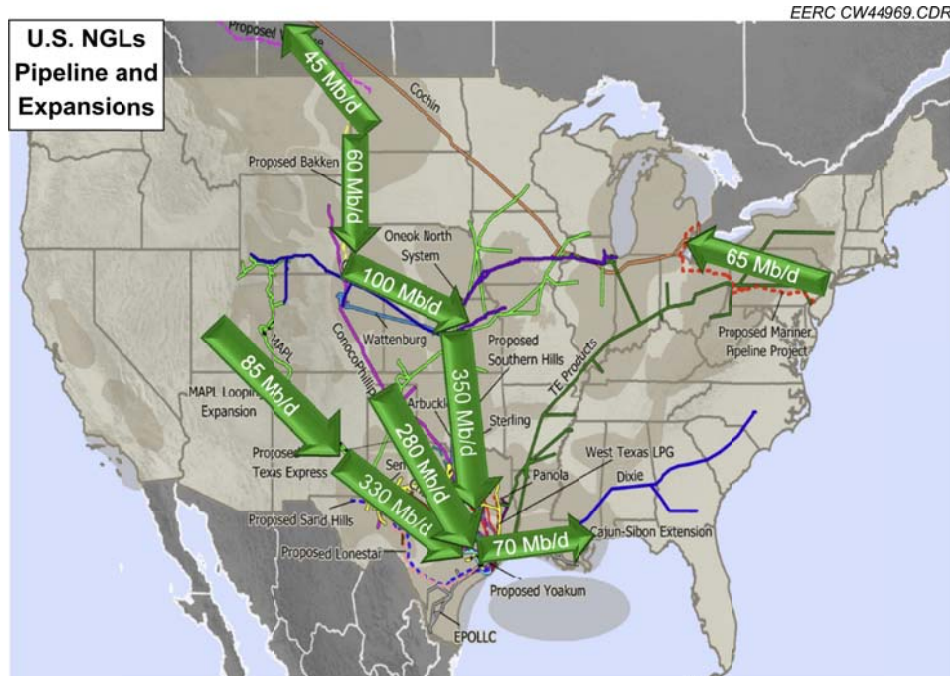 EERC CW44969.CDR
U.S. NGLs
Pipeline and
Expansions
45 Mb/d
Cochin
Proposed Bakken
60 Mb/d
Oneok North
System
100 Mb/d
65 Mb/d
Wattenburg
MAPL
Proposed
Southern Hills
Proposed Mariner
Pipeline Project
TE Products
85 Mb/d
MAPL Looping
Expansion
350 Mb/d
Sterling
280 Mb/d
Texas Express
West Texas LPG
Panola
Dixie
330 Mb/d
Proposed Sand Hills
70 Mb/d
Cajun-Sibon Extension
Proposed Lonestar
Proposed Yoakum
EPOLLC